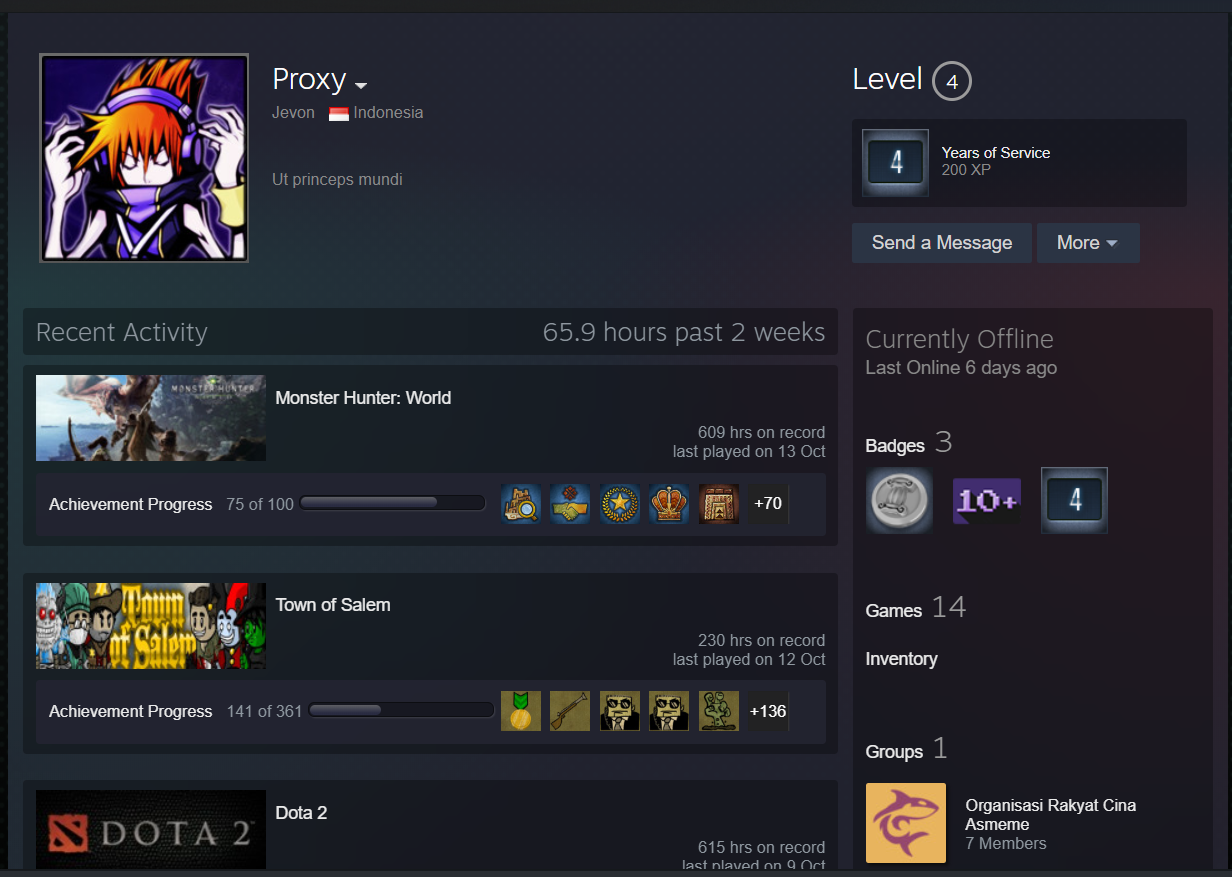 Proxy
Jevon Indonesia
Ut princeps mundi
Level 4
4
Years of Service
200 XP
Send a Message
More
Recent Activity 65.9 hours past 2 weeks
MONSTER HUNTER
Monster Hunter: World
609 hrs on record
last played on 13 Oct
Achievement Progress 75 of 100
+70
Town of Salem
Town of Salem
230 hrs on record
last played on 12 Oct
Achievement Progress 141 of 361
+136
DOTA 2
Dota 2
615 hrs on record
last played on 9 Oct
Currently Offline
Last Online 6 days ago
Badges 3
10+
4
Games 14
Inventory
Groups 1
Organisasi Rakyat Cina
Asmeme
7 Members